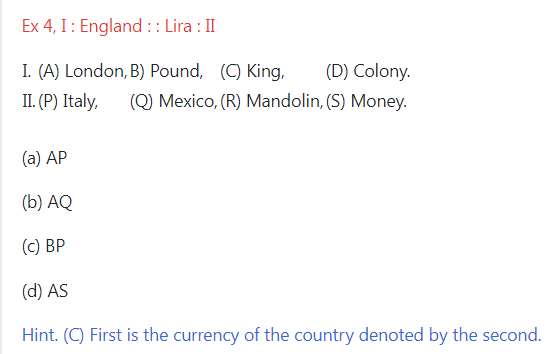 Ex 4, I : England : : Lira : II
I. (A) London, B) Pound, (C) King, (D) Colony.
II. (P) Italy, (Q) Mexico, (R) Mandolin, (S) Money.
(a) AP
(b) AQ
(c) BP
(d) AS
Hint. (C) First is the currency of the country denoted by the second.